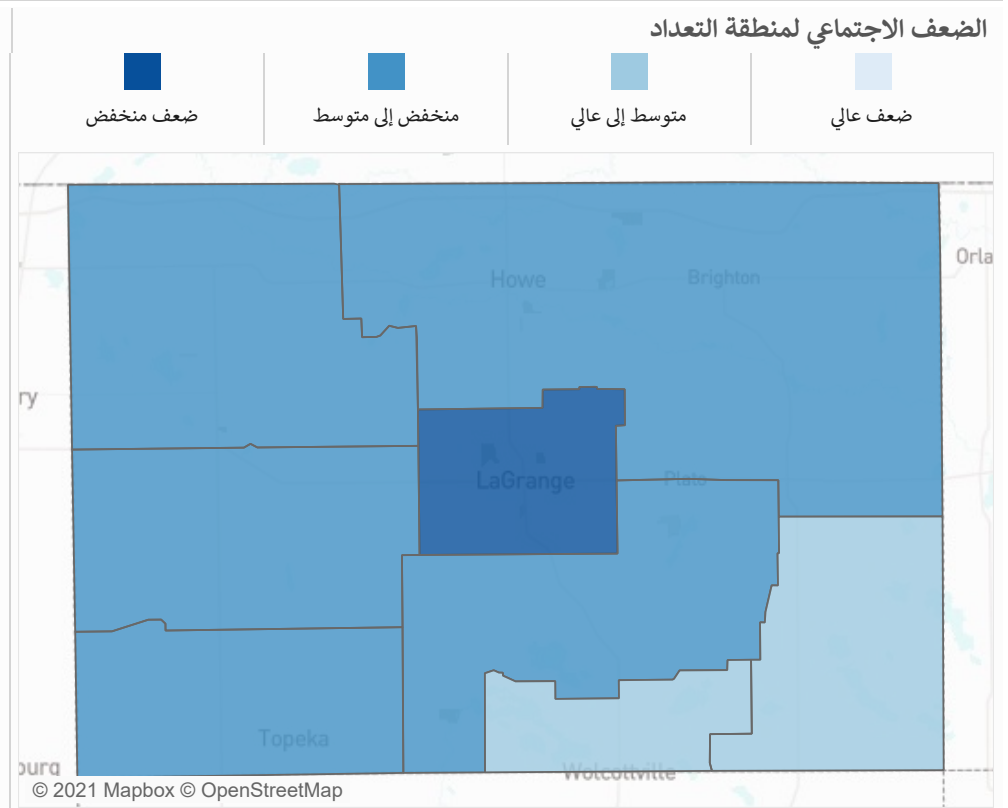 الضعف الاجتماعي لمنطقة التعداد
ضعف عالي
متوسط إلى عالي
منخفض إلى متوسط
ضعف منخفض
Howe
Brighton
Orla
ry
LaGrange
Plato
Topeka
Wolcottville
burg
© 2021 Mapbox © OpenStreetMap